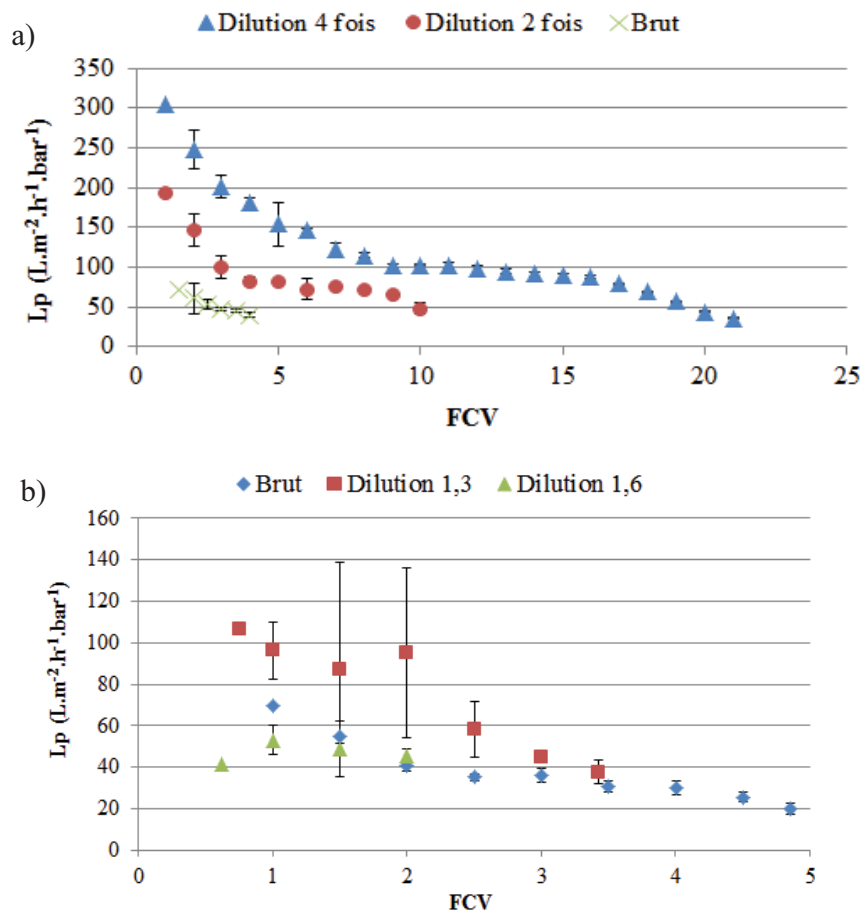 a)
Dilution 4 fois Dilution 2 fois Brut
350
300
250
200
150
100
50
0
Lp (L.m-2.h-1.bar-1)
0 5 10 15 20 25
FCV
b)
Brut Dilution 1,3 Dilution 1,6
160
140
120
100
80
60
40
20
0
Lp (L.m-2.h-1.bar-1)
0 1 2 3 4 5
FCV